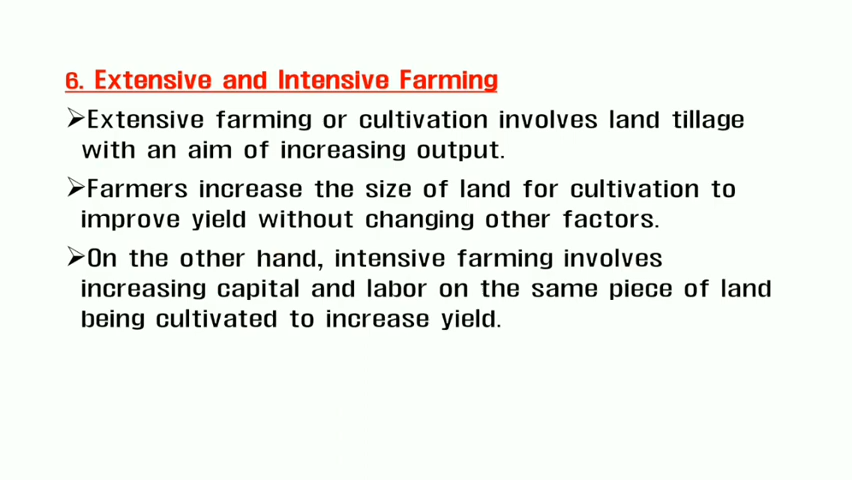 6. Extensive and Intensive Farming
➢Extensive farming or cultivation involves land tillage
with an aim of increasing output.
➢Farmers increase the size of land for cultivation to
improve yield without changing other factors.
➢On the other hand, intensive farming involves
increasing capital and labor on the same piece of land
being cultivated to increase yield.